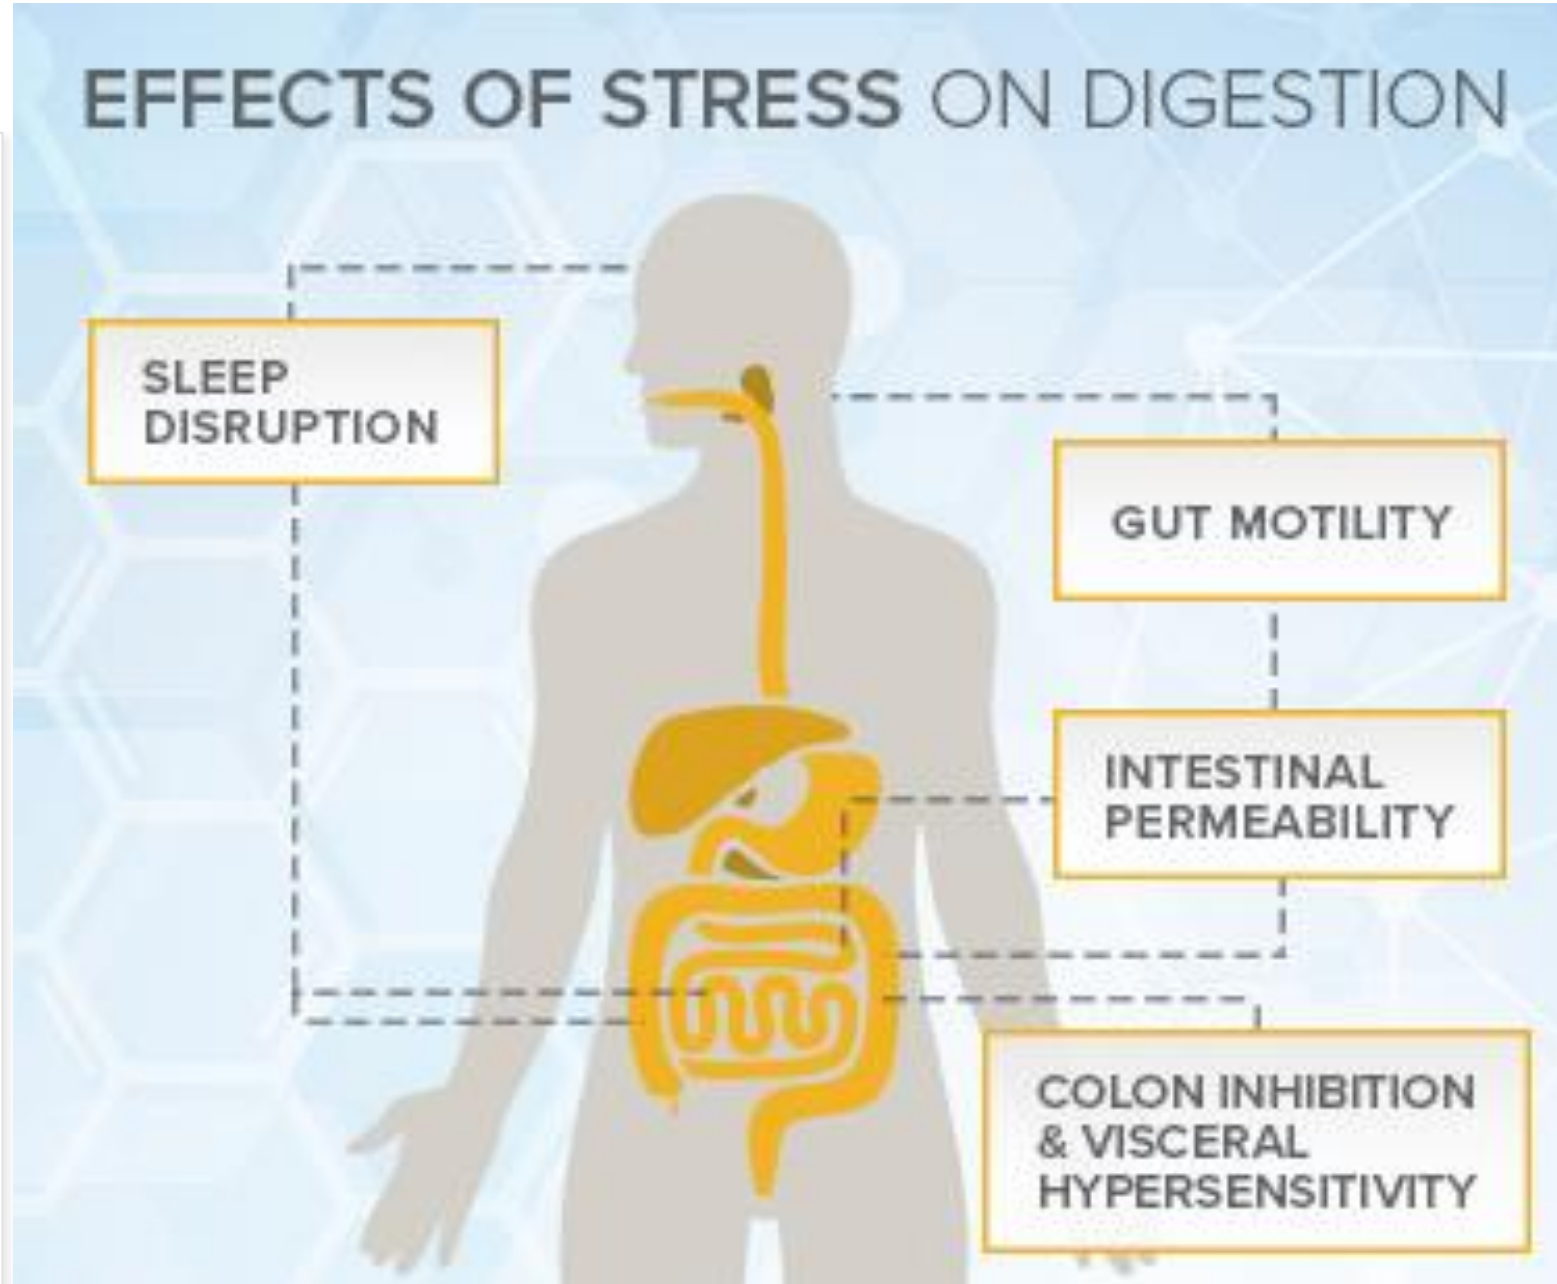 EFFECTS OF STRESS ON DIGESTION
SLEEP
DISRUPTION
GUT MOTILITY
INTESTINAL
PERMEABILITY
COLON INHIBITION
& VISCERAL
HYPERSENSITIVITY